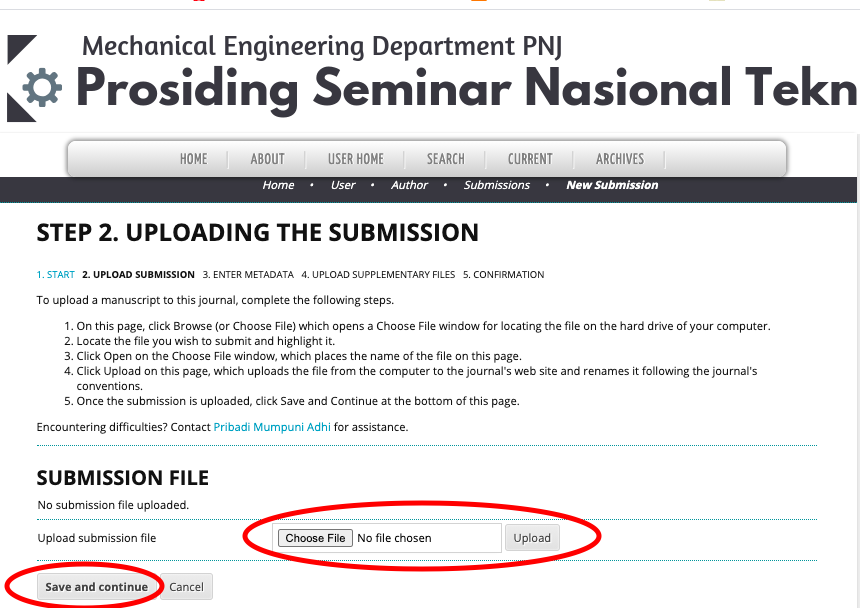 Mechanical Engineering Department PNJ
Prosiding Seminar Nasional Tekn
HOME ABOUT USER HOME SEARCH CURRENT ARCHIVES
Home • User • Author • Submissions • New Submission
STEP 2. UPLOADING THE SUBMISSION
1. START 2. UPLOAD SUBMISSION 3. ENTER METADATA 4. UPLOAD SUPPLEMENTARY FILES 5. CONFIRMATION
To upload a manuscript to this journal, complete the following steps.
1. On this page, click Browse (or Choose File) which opens a Choose File window for locating the file on the hard drive of your computer.
2. Locate the file you wish to submit and highlight it.
3. Click Open on the Choose File window, which places the name of the file on this page.
4. Click Upload on this page, which uploads the file from the computer to the journal's web site and renames it following the journal's
conventions.
5. Once the submission is uploaded, click Save and Continue at the bottom of this page.
Encountering difficulties? Contact Pribadi Mumpuni Adhi for assistance.
SUBMISSION FILE
No submission file uploaded.
Upload submission file Choose File No file chosen Upload
Save and continue Cancel